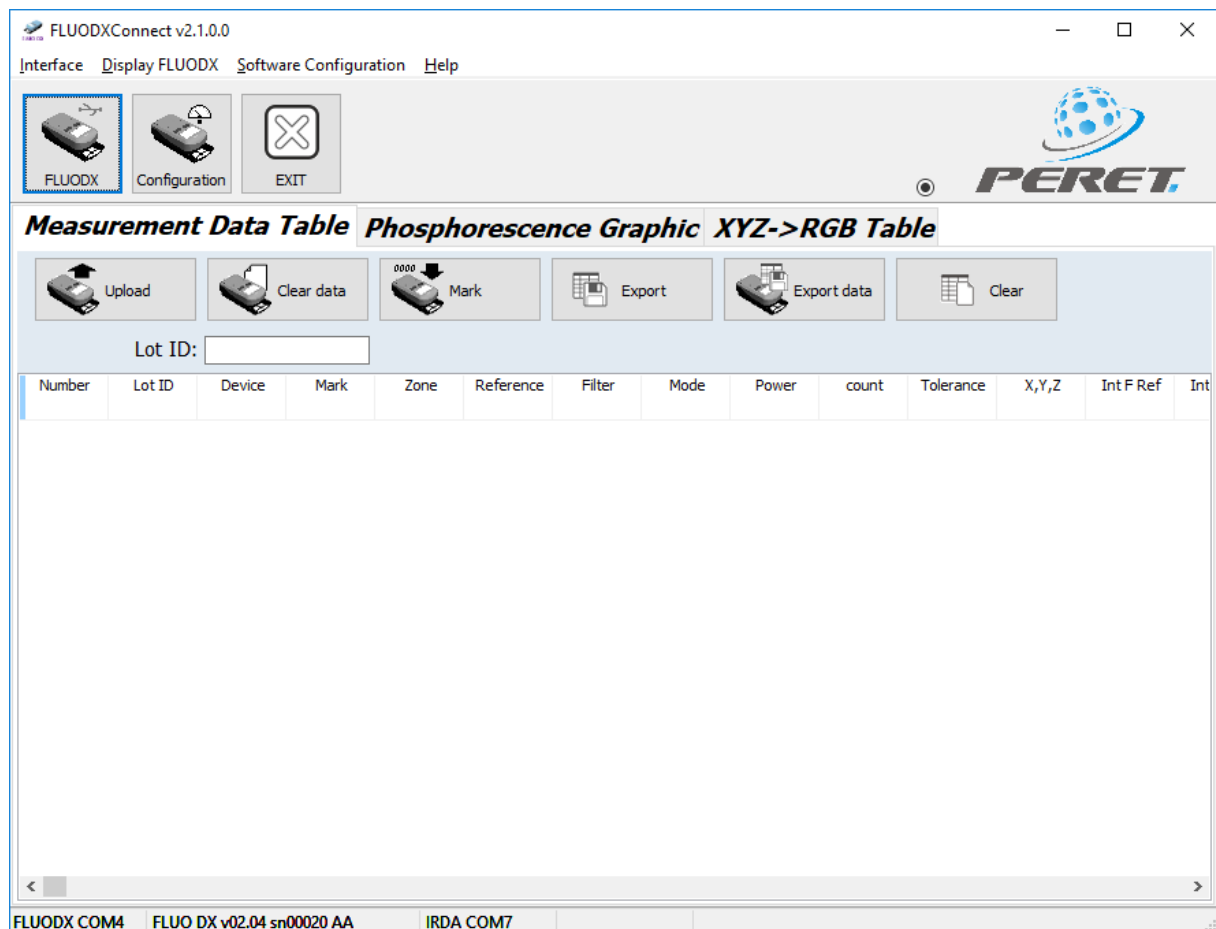 FLUODXConnect v2.1.0.0
Interface Display FLUODX Software Configuration Help
FLUODX Configuration EXIT
PERET
Measurement Data Table Phosphorescence Graphic XYZ->RGB Table
Upload Clear data 0000 Mark Export Export data Clear
Lot ID:
Number Lot ID Device Mark Zone Reference Filter Mode Power count Tolerance X,Y,Z Int F Ref Int
FLUODX COM4 FLUO DX v02.04 sn00020 AA IRDA COM7